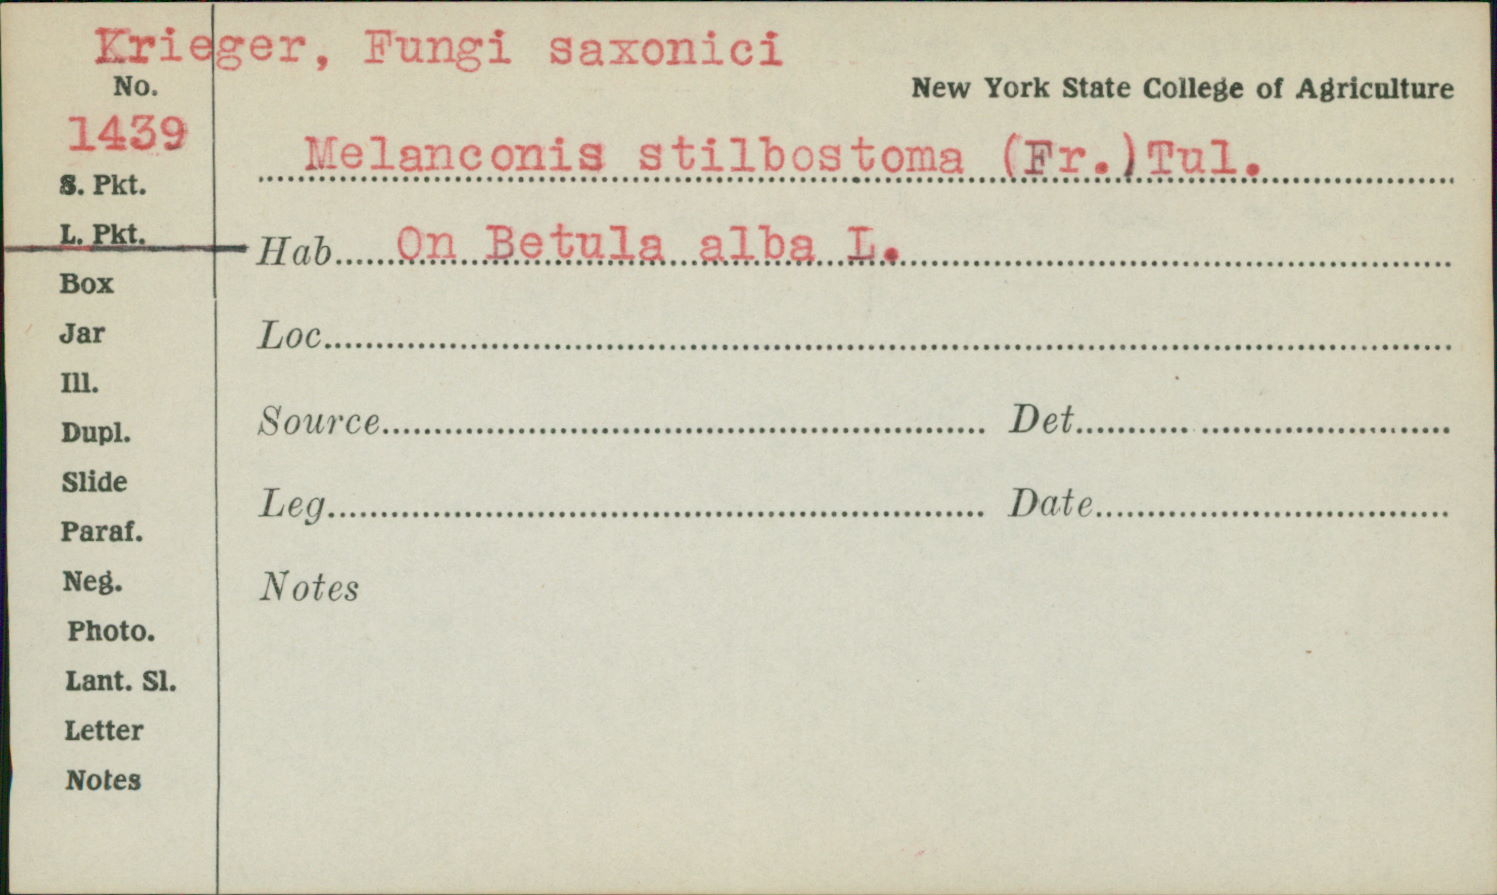 Krieger, Fungi saxonici
No.
New York State College of Agriculture
1439
Melanconis stilbostoma (Fr.)Tul.
S. Pkt.
L. Pkt.
Hab. On Betula alba L.
Box
Jar
Loc.
Ill.
Dupl.
Source Det.
Slide
Leg. Date
Paraf.
Neg.
Notes
Photo.
Lant. Sl.
Letter
Notes